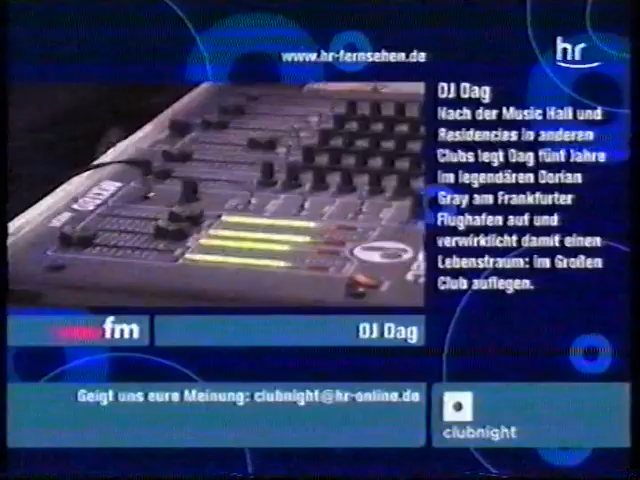 www.hr-fernsehen.de
hr
DJ Dag
Nach der Music Hall und
Residencies in anderen
Clubs legt Dag fünf Jahre
im legendären Dorian
Gray am Frankfurter
Flughafen auf und
verwirklicht damit einen
Lebenstraum: im Großen
Club auflegen.
fm
DJ Dag
Geigt uns eure Meinung: clubnight@hr-online.de
clubnight